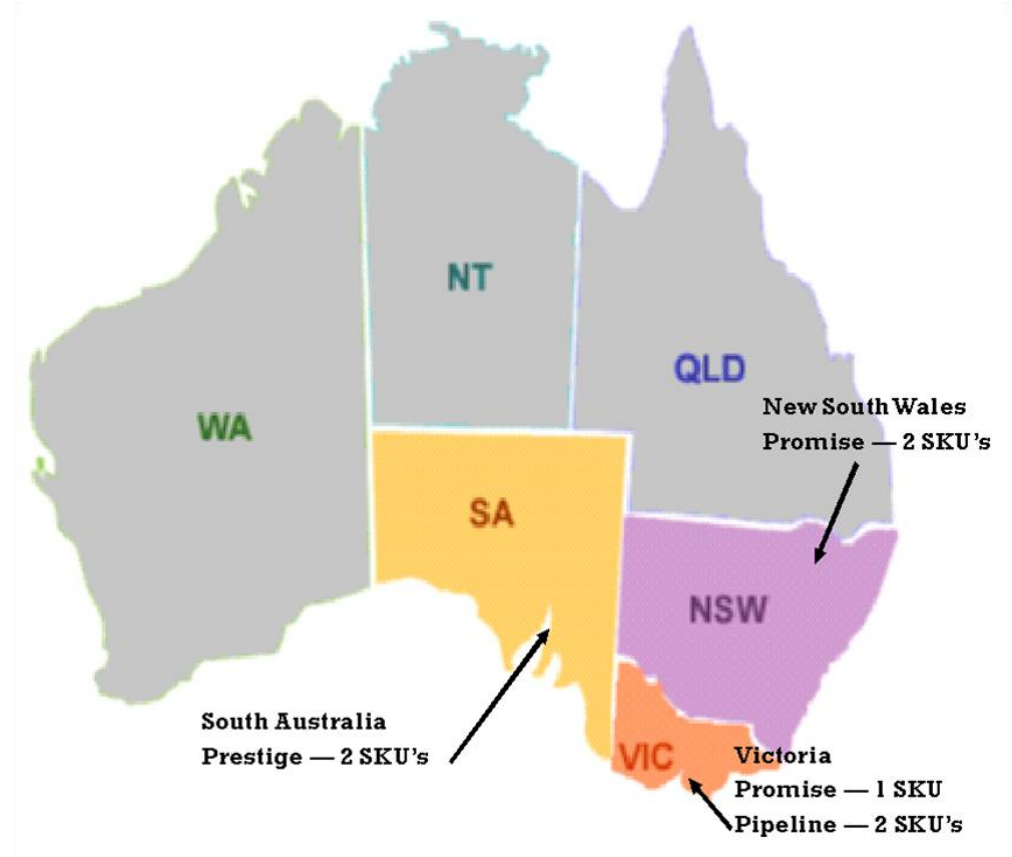 NT
QLD
New South Wales
Promise — 2 SKU's
WA
SA
NSW
South Australia
Prestige — 2 SKU's
VIC
Victoria
Promise — 1 SKU
Pipeline — 2 SKU's